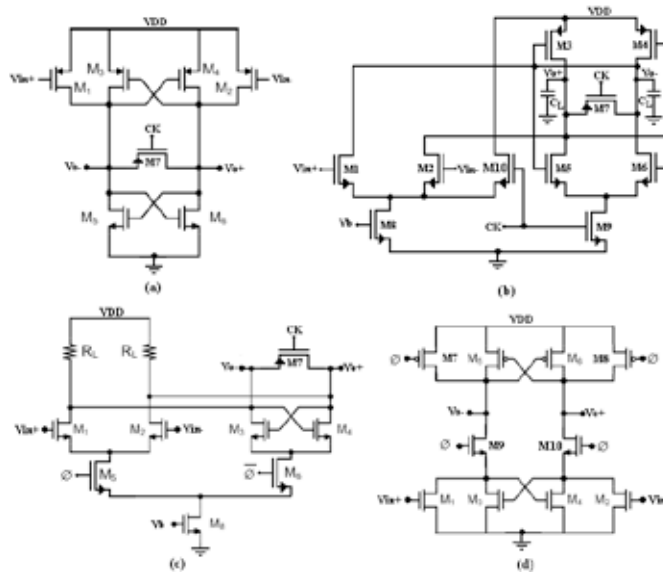 VDD
Vin+
M1
M3
M4
M2
Vin-
CK
Vo-
M7
Vo+
M5
M6
(a)
VDD
M3
M4
Vo+
CK
Vo-
CL
M7
CL
Vin+
M1
M2
Vin-
M10
M5
M6
Vb
M8
CK
M9
(b)
VDD
RL
RL
CK
Vo-
M7
Vo+
Vin+
M1
M2
Vin-
M3
M4
∅
M5
∅̅
M6
Vb
(c)
VDD
∅
M7
M5
M6
M8
∅
Vo-
Vo+
∅
M9
M10
∅
Vin+
M1
M3
M4
M2
(d)